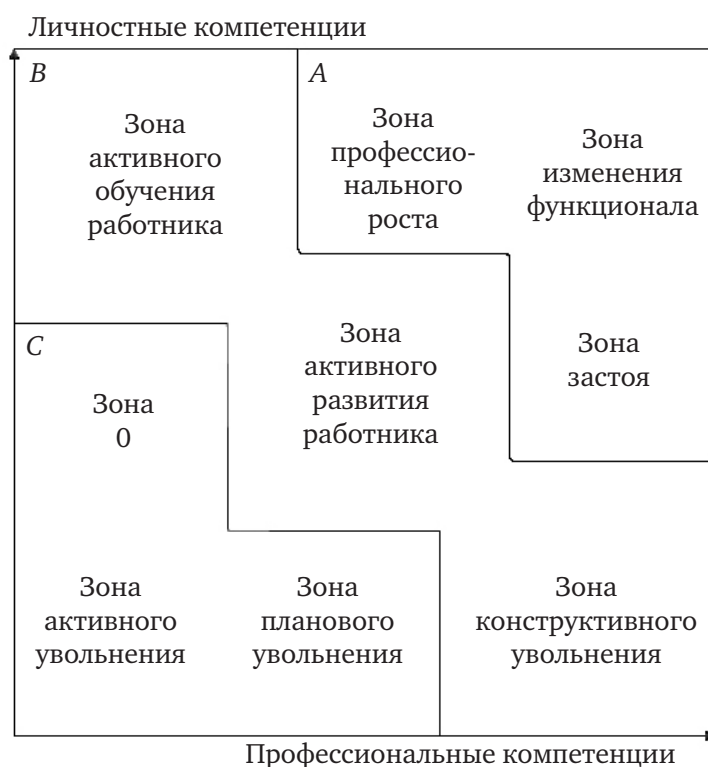 Личностные компетенции
B
A
Зона
активного
обучения
работника
Зона
профессио-
нального
роста
Зона
изменения
функционала
C
Зона
0
Зона
активного
развития
работника
Зона
застоя
Зона
активного
увольнения
Зона
планового
увольнения
Зона
конструктивного
увольнения
Профессиональные компетенции